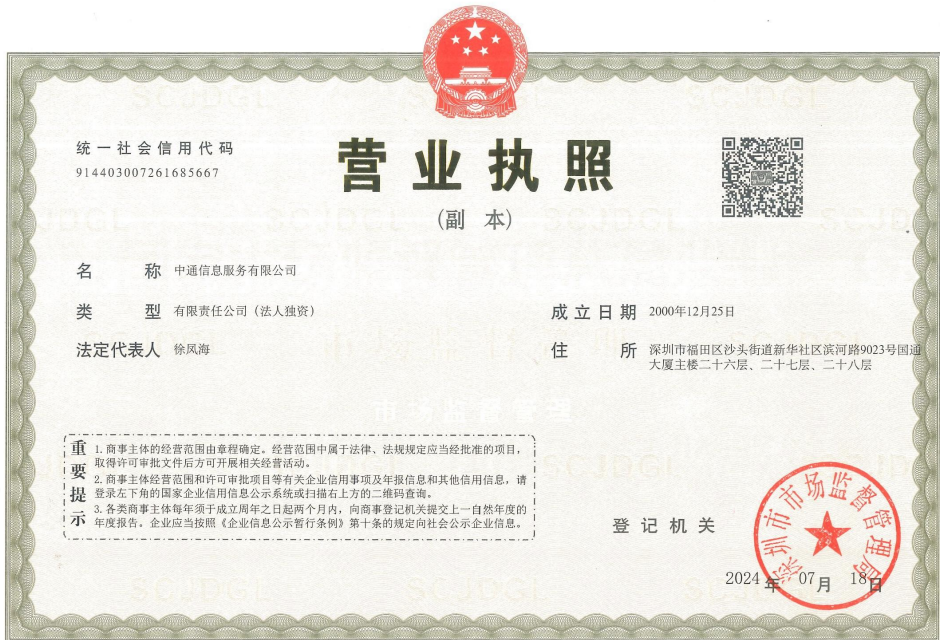 统一社会信用代码
914403007261685667
营业执照
(副 本)
名 称 中通信息服务有限公司
类 型 有限责任公司（法人独资）
成立日期 2000年12月25日
法定代表人 徐凤海
住 所 深圳市福田区沙头街道新华社区滨河路9023号国通
大厦主楼二十六层、二十七层、二十八层
重要提示
1. 商事主体的经营范围由章程确定。经营范围中属于法律、法规规定应当经批准的项目，
取得许可审批文件后方可开展相关经营活动。
2. 商事主体经营范围和许可审批项目等有关企业信用事项及年报信息和其他信用信息，请
登录左下角的国家企业信用信息公示系统或扫描右上方的二维码查询。
3. 各类商事主体每年须于成立周年之日起两个月内，向商事登记机关提交上一自然年度的
年度报告。企业应当按照《企业信息公示暂行条例》第十条的规定向社会公示企业信息。
登记机关
深圳市市场监督管理局
2024 年 07 月 18 日
SCJDGL